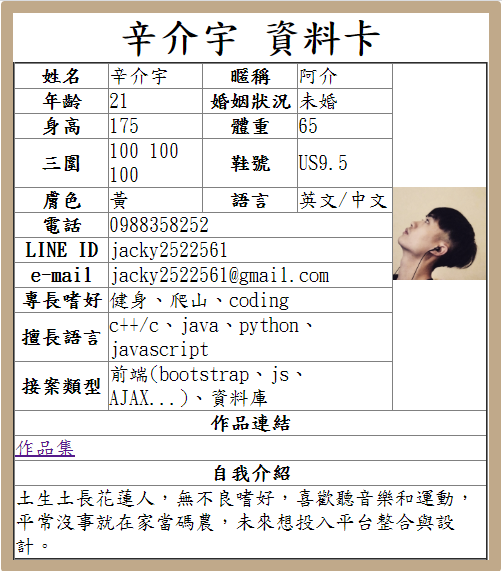 辛介宇 資料卡
姓名 辛介宇 暱稱 阿介
年齡 21 婚姻狀況 未婚
身高 175 體重 65
三圍 100 100 100 鞋號 US9.5
膚色 黃 語言 英文/中文
電話 0988358252
LINE ID jacky2522561
e-mail jacky2522561@gmail.com
專長嗜好 健身、爬山、coding
擅長語言 c++/c、java、python、
javascript
接案類型 前端(bootstrap、js、
AJAX...)、資料庫
作品連結
作品集
自我介紹
土生土長花蓮人，無不良嗜好，喜歡聽音樂和運動，
平常沒事就在家當碼農，未來想投入平台整合與設
計。